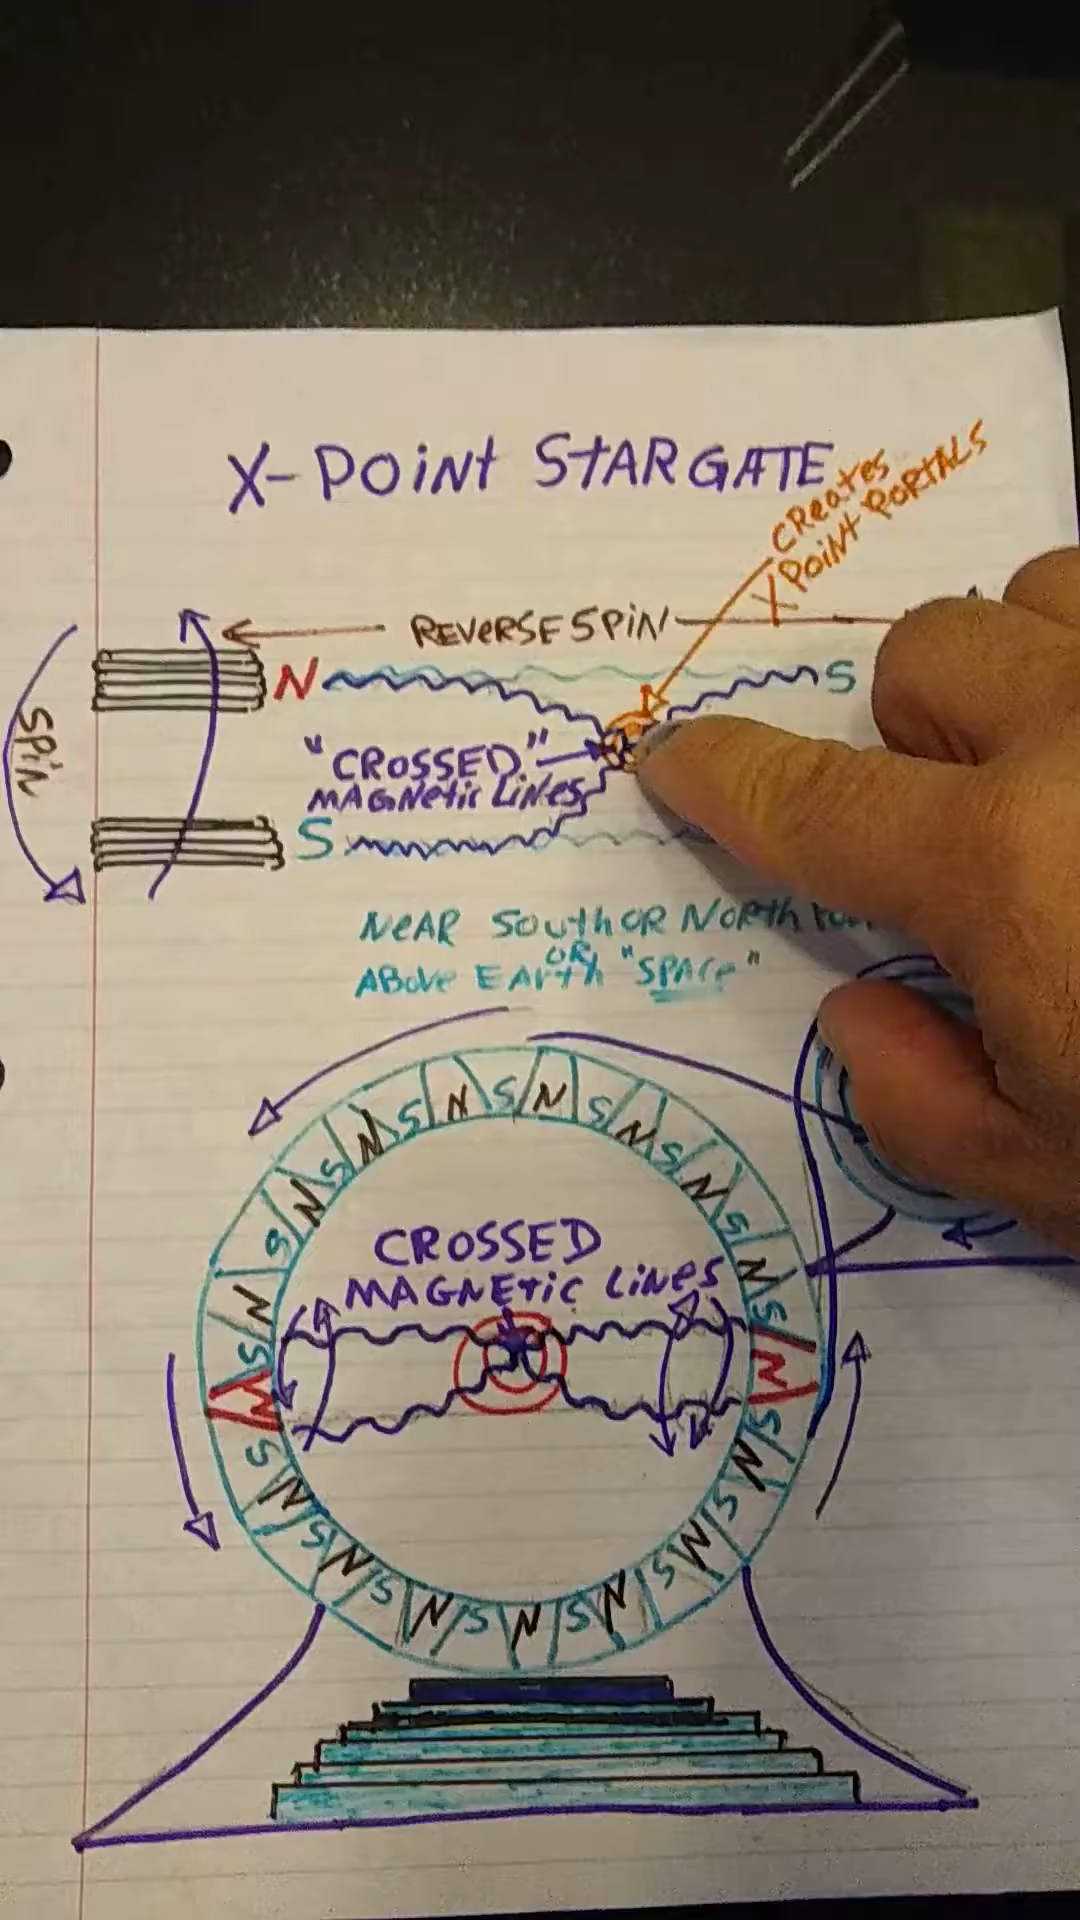 X-POINT STARGATE
CREATES
X POINT PORTALS
REVERSE SPIN
N S
SPIN
"CROSSED"
MAGNETIC LINES
S
NEAR SOUTH OR NORTH
OR
ABOVE EARTH "SPACE"
N S N S N S N S N S N S N S N S N S N S N S N S N S N S N S N S
CROSSED
MAGNETIC LINES